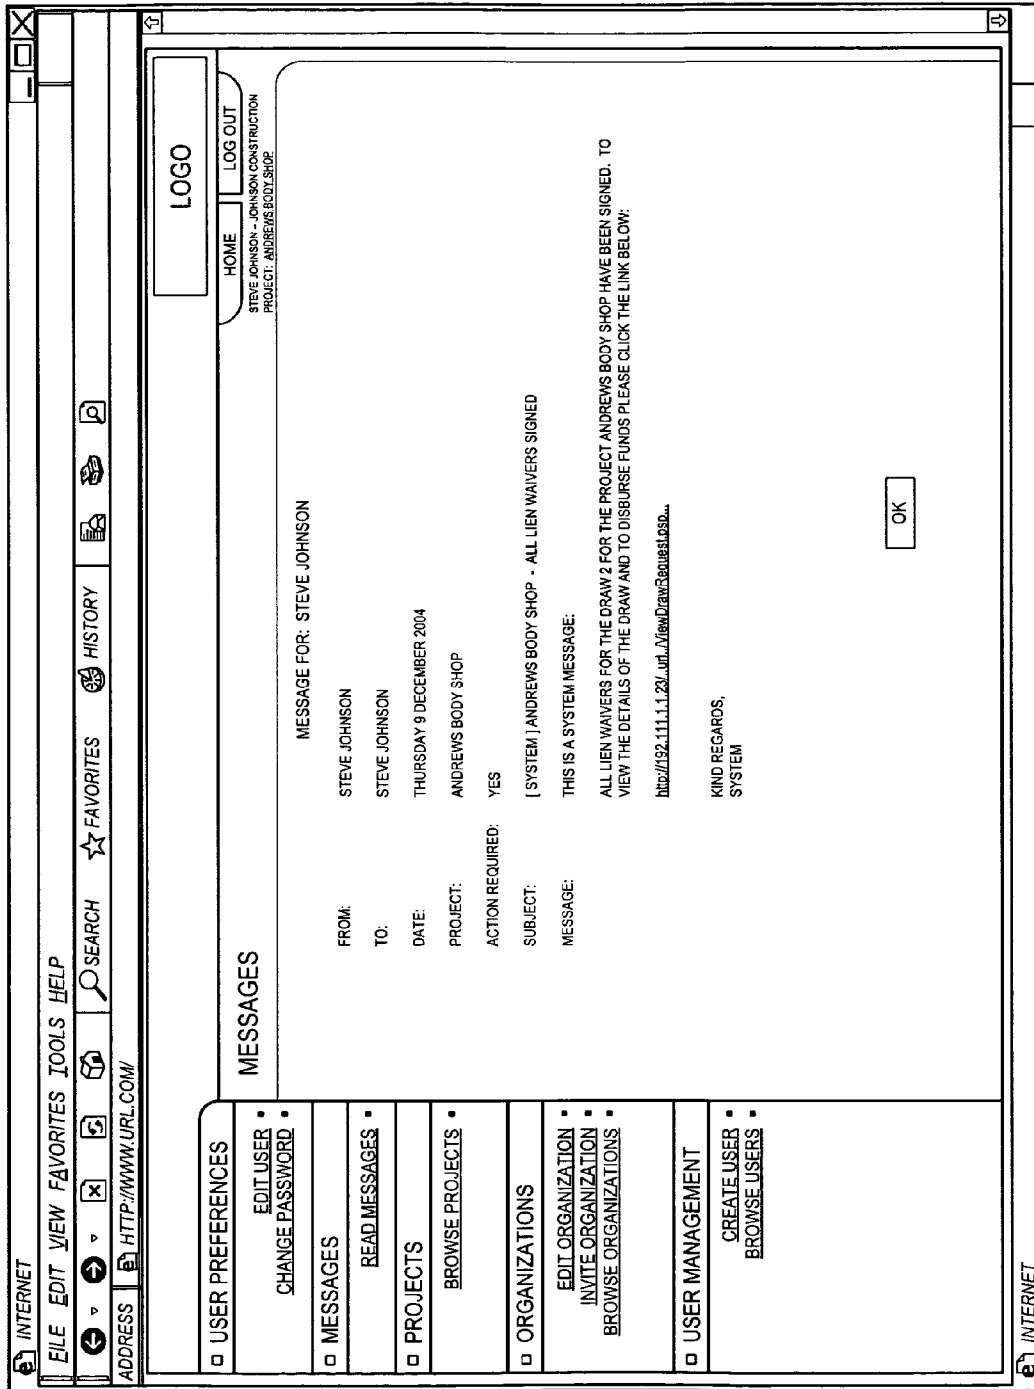 INTERNET
FILE EDIT VIEW FAVORITES TOOLS HELP
SEARCH FAVORITES HISTORY
ADDRESS HTTP://WWW.URL.COM/
LOGO
HOME LOG OUT
STEVE JOHNSON - JOHNSON CONSTRUCTION
PROJECT: ANDREWS BODY SHOP
USER PREFERENCES
EDIT USER
CHANGE PASSWORD
MESSAGES
READ MESSAGES
PROJECTS
BROWSE PROJECTS
ORGANIZATIONS
EDIT ORGANIZATION
INVITE ORGANIZATION
BROWSE ORGANIZATIONS
USER MANAGEMENT
CREATE USER
BROWSE USERS
MESSAGES
MESSAGE FOR: STEVE JOHNSON
FROM: STEVE JOHNSON
TO: STEVE JOHNSON
DATE: THURSDAY 9 DECEMBER 2004
PROJECT: ANDREWS BODY SHOP
ACTION REQUIRED: YES
SUBJECT: [ SYSTEM ] ANDREWS BODY SHOP - ALL LIEN WAIVERS SIGNED
MESSAGE: THIS IS A SYSTEM MESSAGE:
ALL LIEN WAIVERS FOR THE DRAW 2 FOR THE PROJECT ANDREWS BODY SHOP HAVE BEEN SIGNED. TO
VIEW THE DETAILS OF THE DRAW AND TO DISBURSE FUNDS PLEASE CLICK THE LINK BELOW:
http://192.111.1.1.23/..url../ViewDrawRequest.psp...
KIND REGARDS,
SYSTEM
OK
INTERNET